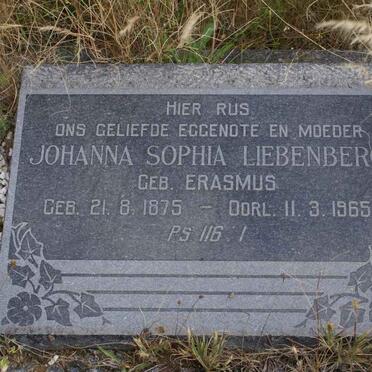 HIER RUS
ONS GELIEFDE EGGENOTE EN MOEDER
JOHANNA SOPHIA LIEBENBERG
GEB. ERASMUS
GEB. 21. 8. 1875 – OORL. 11. 3. 1965
PS 116. 1